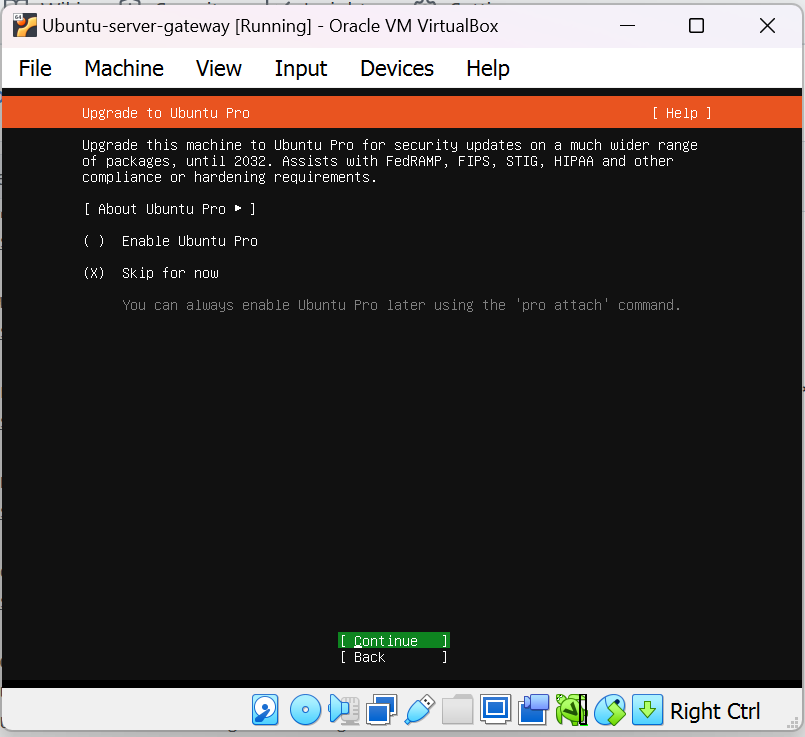 Ubuntu-server-gateway [Running] - Oracle VM VirtualBox
File Machine View Input Devices Help
Upgrade to Ubuntu Pro [ Help ]
Upgrade this machine to Ubuntu Pro for security updates on a much wider range
of packages, until 2032. Assists with FedRAMP, FIPS, STIG, HIPAA and other
compliance or hardening requirements.
[ About Ubuntu Pro ▸ ]
( ) Enable Ubuntu Pro
(X) Skip for now
You can always enable Ubuntu Pro later using the 'pro attach' command.
[ Continue ]
[ Back ]
Right Ctrl